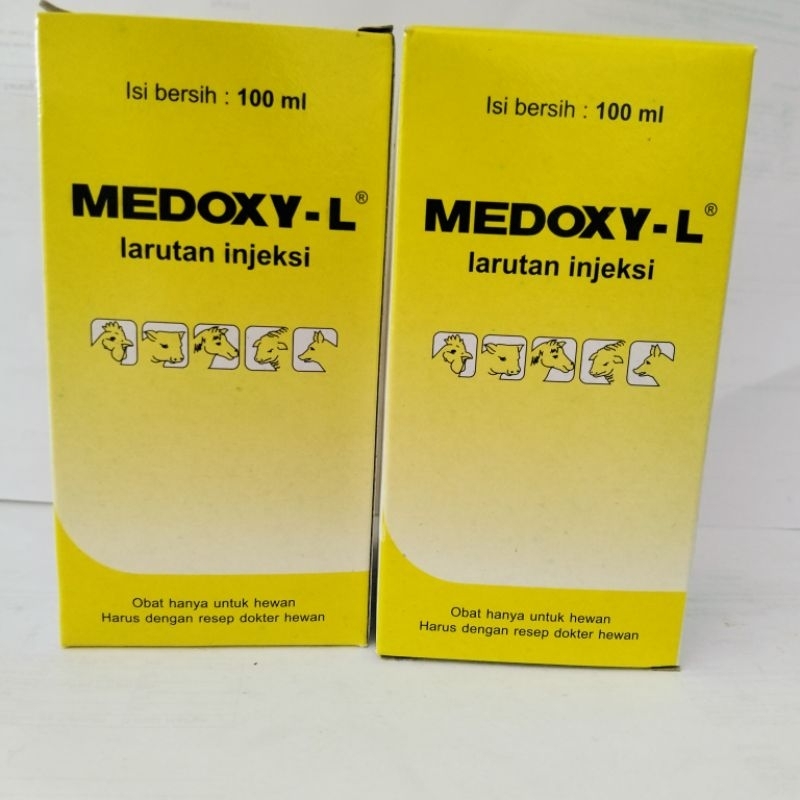 Isi bersih : 100 ml
MEDOXY-L®
larutan injeksi
Obat hanya untuk hewan
Harus dengan resep dokter hewan
Isi bersih : 100 ml
MEDOXY-L®
larutan injeksi
Obat hanya untuk hewan
Harus dengan resep dokter hewan